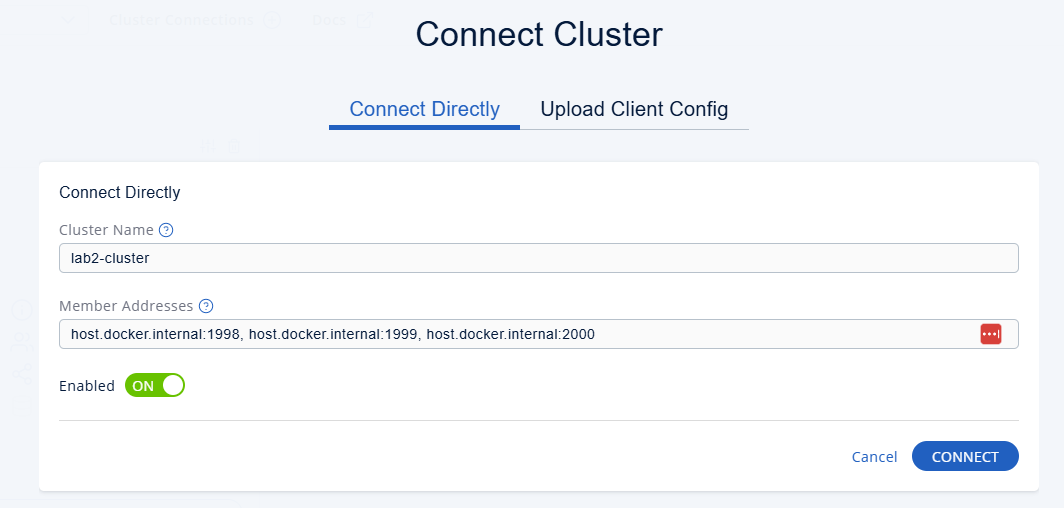 Cluster Connections Docs
Connect Cluster
Connect Directly Upload Client Config
Connect Directly
Cluster Name ?
lab2-cluster
Member Addresses ?
host.docker.internal:1998, host.docker.internal:1999, host.docker.internal:2000
Enabled ON
Cancel CONNECT